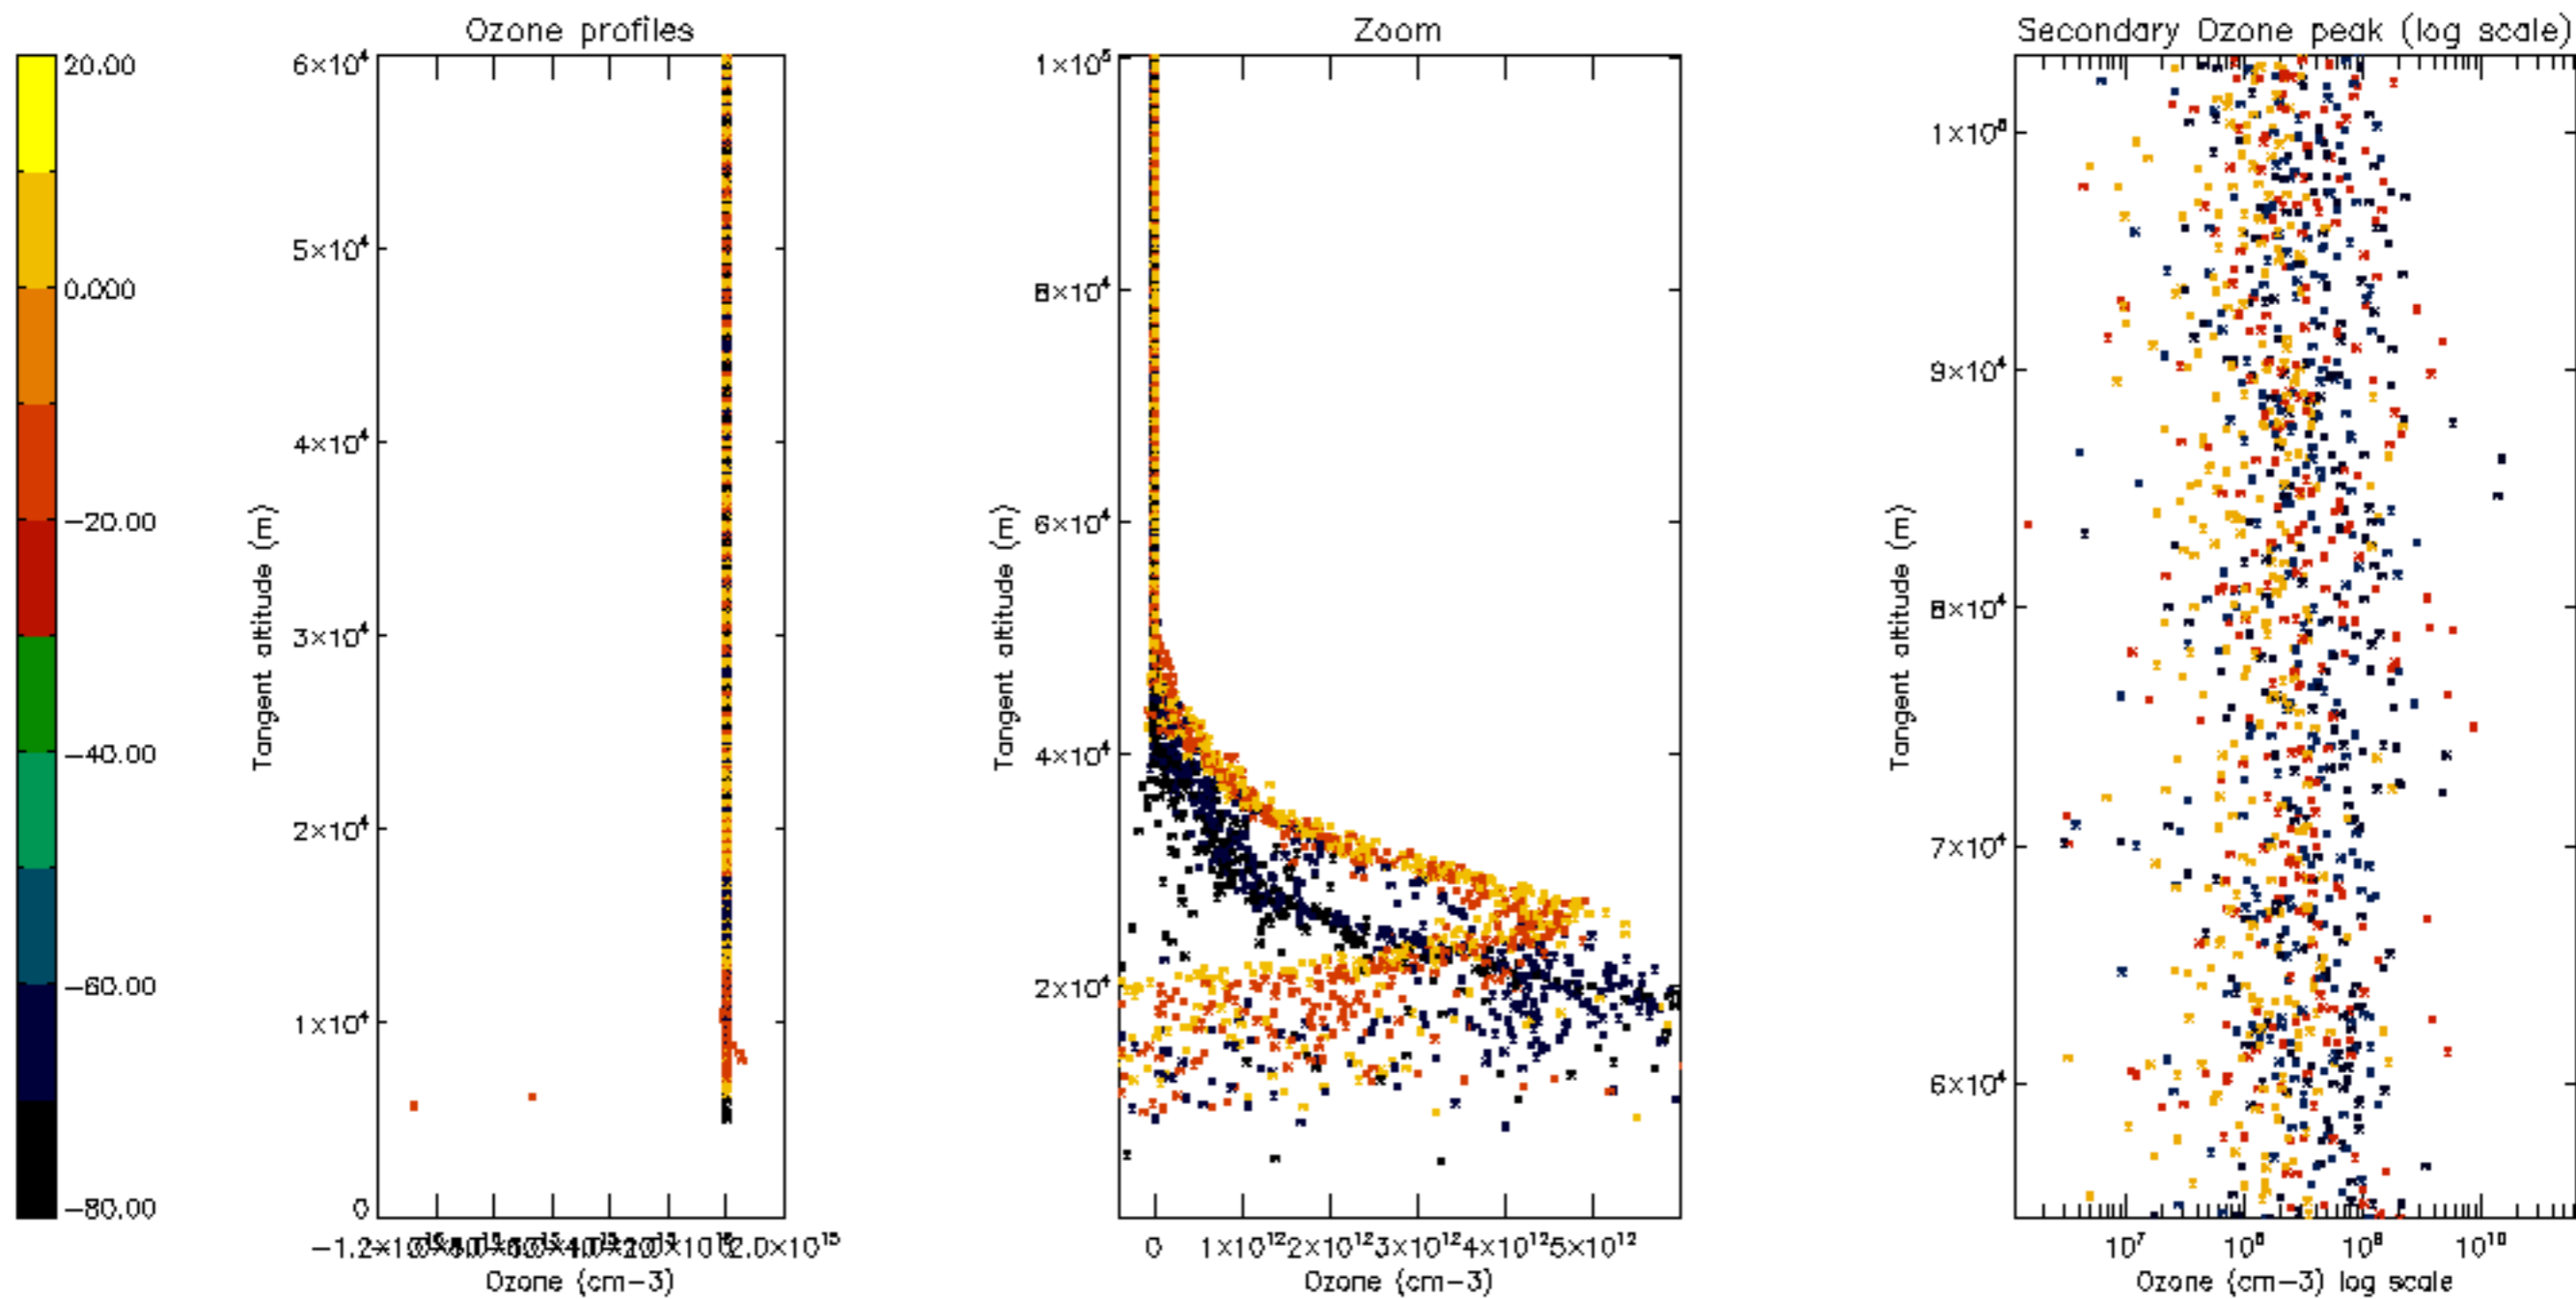 Ozone profiles
Zoom
Secondary Ozone peak (log scale)
20.00
0.000
−20.00
−40.00
−60.00
−80.00
6×10⁴
5×10⁴
4×10⁴
3×10⁴
2×10⁴
1×10⁴
0
Tangent altitude (m)
2.0×10¹⁵
Ozone (cm−3)
1×10⁵
8×10⁴
6×10⁴
4×10⁴
2×10⁴
Tangent altitude (m)
0 1×10¹² 2×10¹² 3×10¹² 4×10¹² 5×10¹²
Ozone (cm−3)
1×10⁵
9×10⁴
8×10⁴
7×10⁴
6×10⁴
Tangent altitude (m)
10⁷ 10⁸ 10⁹ 10¹⁰
Ozone (cm−3) log scale